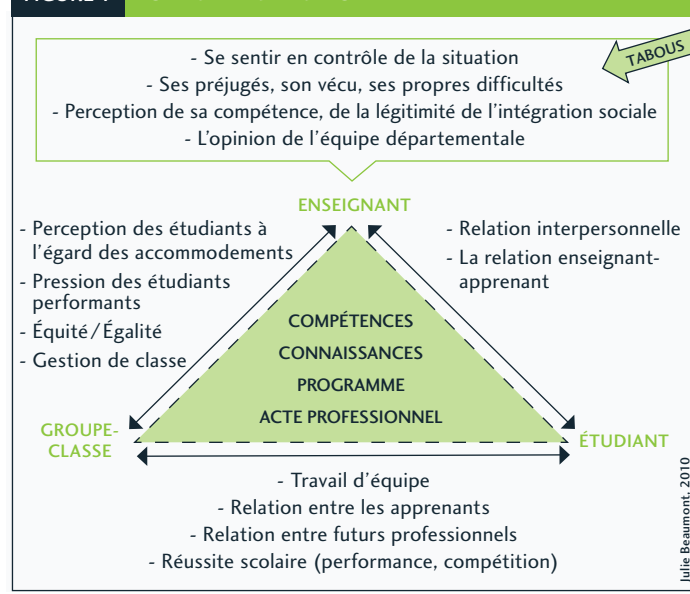 - Se sentir en contrôle de la situation
- Ses préjugés, son vécu, ses propres difficultés
- Perception de sa compétence, de la légitimité de l'intégration sociale
- L'opinion de l'équipe départementale
TABOUS
ENSEIGNANT
- Perception des étudiants à
l'égard des accommodements
- Pression des étudiants
performants
- Équité/Égalité
- Gestion de classe
- Relation interpersonnelle
- La relation enseignant-
apprenant
COMPÉTENCES
CONNAISSANCES
PROGRAMME
ACTE PROFESSIONNEL
GROUPE-
CLASSE
ÉTUDIANT
- Travail d'équipe
- Relation entre les apprenants
- Relation entre futurs professionnels
- Réussite scolaire (performance, compétition)
Julie Beaumont, 2010